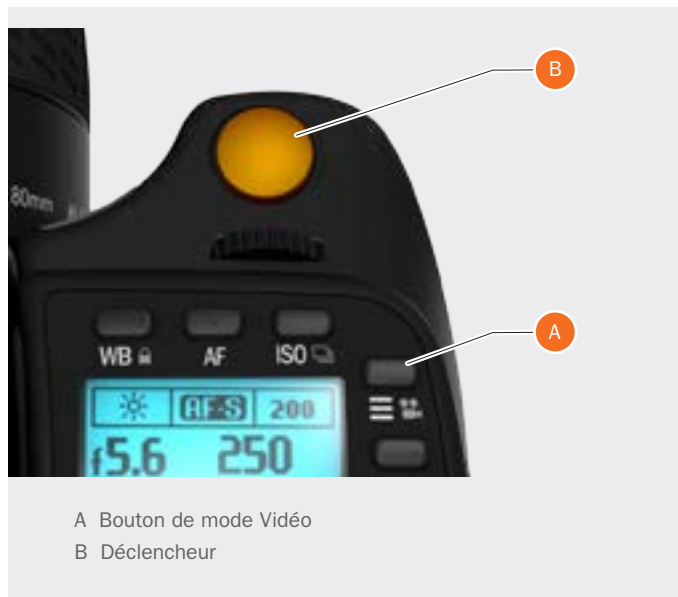 B
80mm
A
WB AF ISO
AF-S 200
f5.6 250
A Bouton de mode Vidéo
B Déclencheur